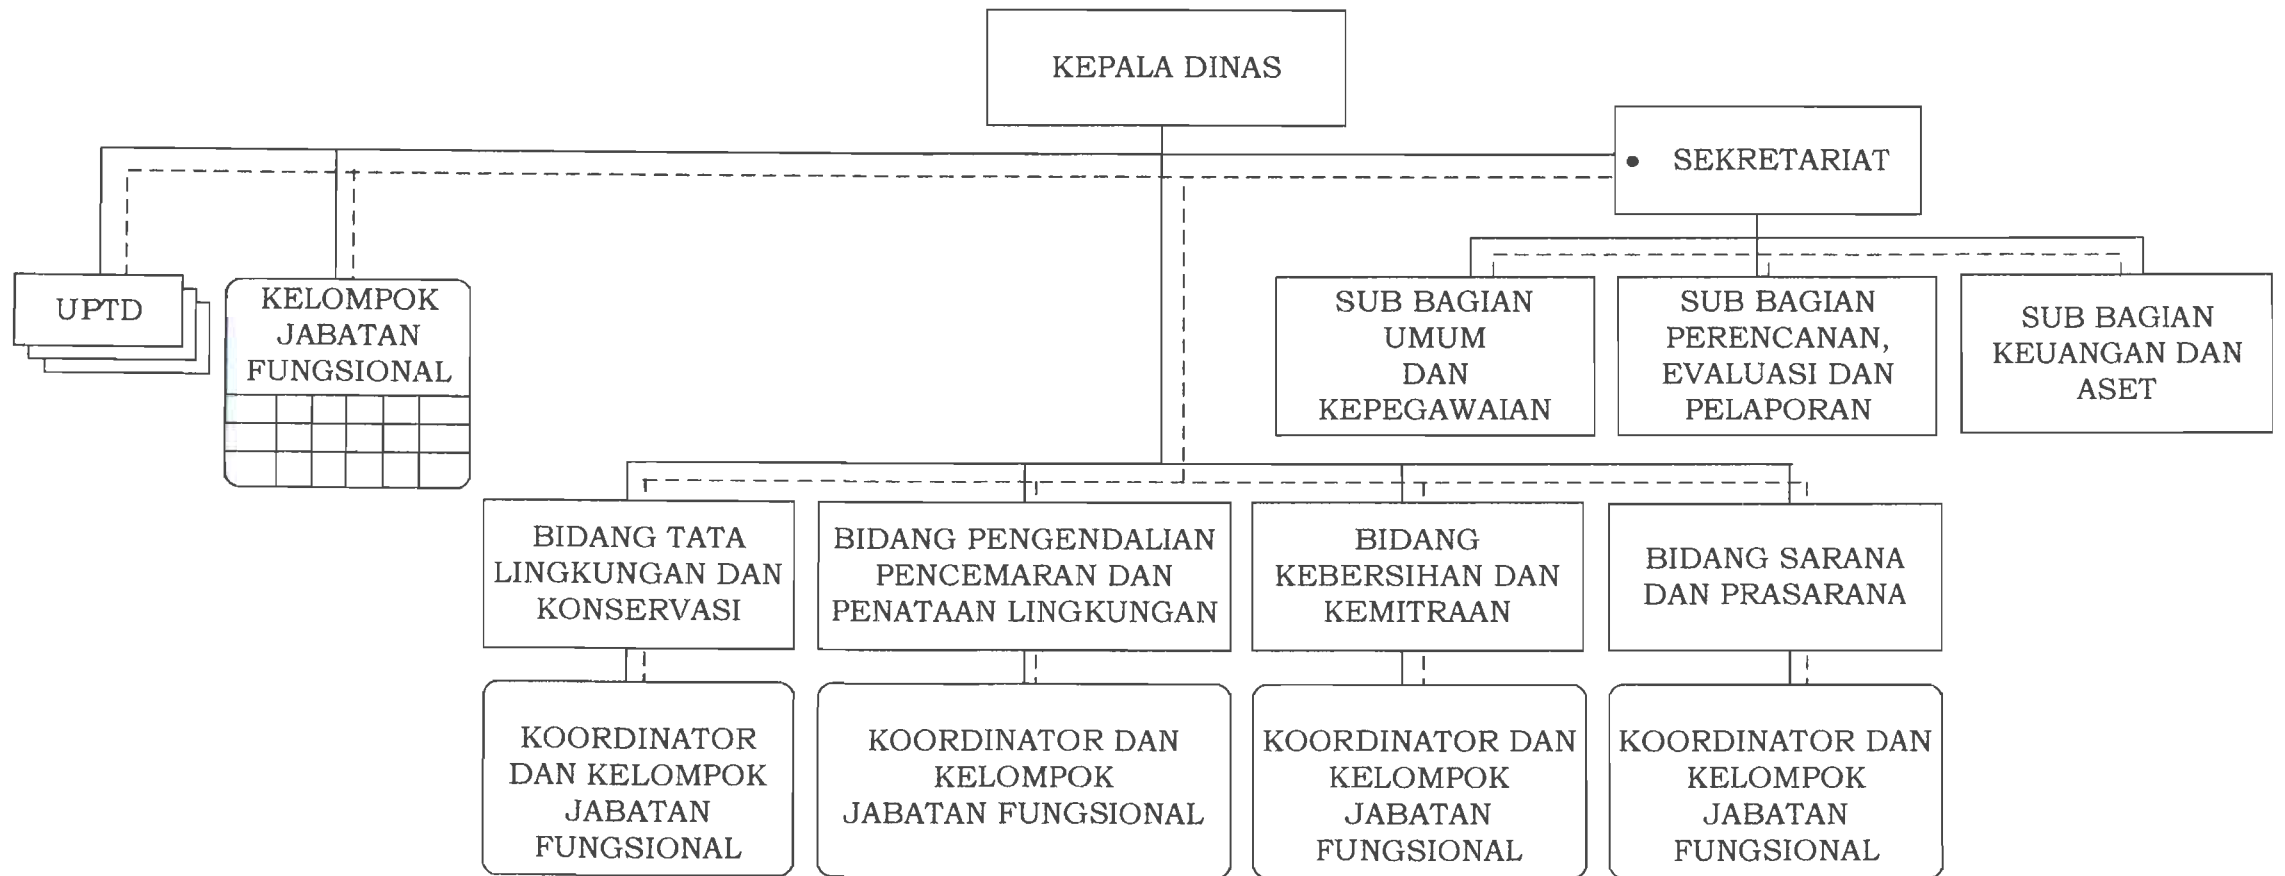 KEPALA DINAS
• SEKRETARIAT
UPTD
KELOMPOK
JABATAN
FUNGSIONAL
SUB BAGIAN
UMUM
DAN
KEPEGAWAIAN
SUB BAGIAN
PERENCANAN,
EVALUASI DAN
PELAPORAN
SUB BAGIAN
KEUANGAN DAN
ASET
BIDANG TATA
LINGKUNGAN DAN
KONSERVASI
BIDANG PENGENDALIAN
PENCEMARAN DAN
PENATAAN LINGKUNGAN
BIDANG
KEBERSIHAN DAN
KEMITRAAN
BIDANG SARANA
DAN PRASARANA
KOORDINATOR
DAN KELOMPOK
JABATAN
FUNGSIONAL
KOORDINATOR DAN
KELOMPOK
JABATAN FUNGSIONAL
KOORDINATOR DAN
KELOMPOK
JABATAN
FUNGSIONAL
KOORDINATOR DAN
KELOMPOK
JABATAN
FUNGSIONAL